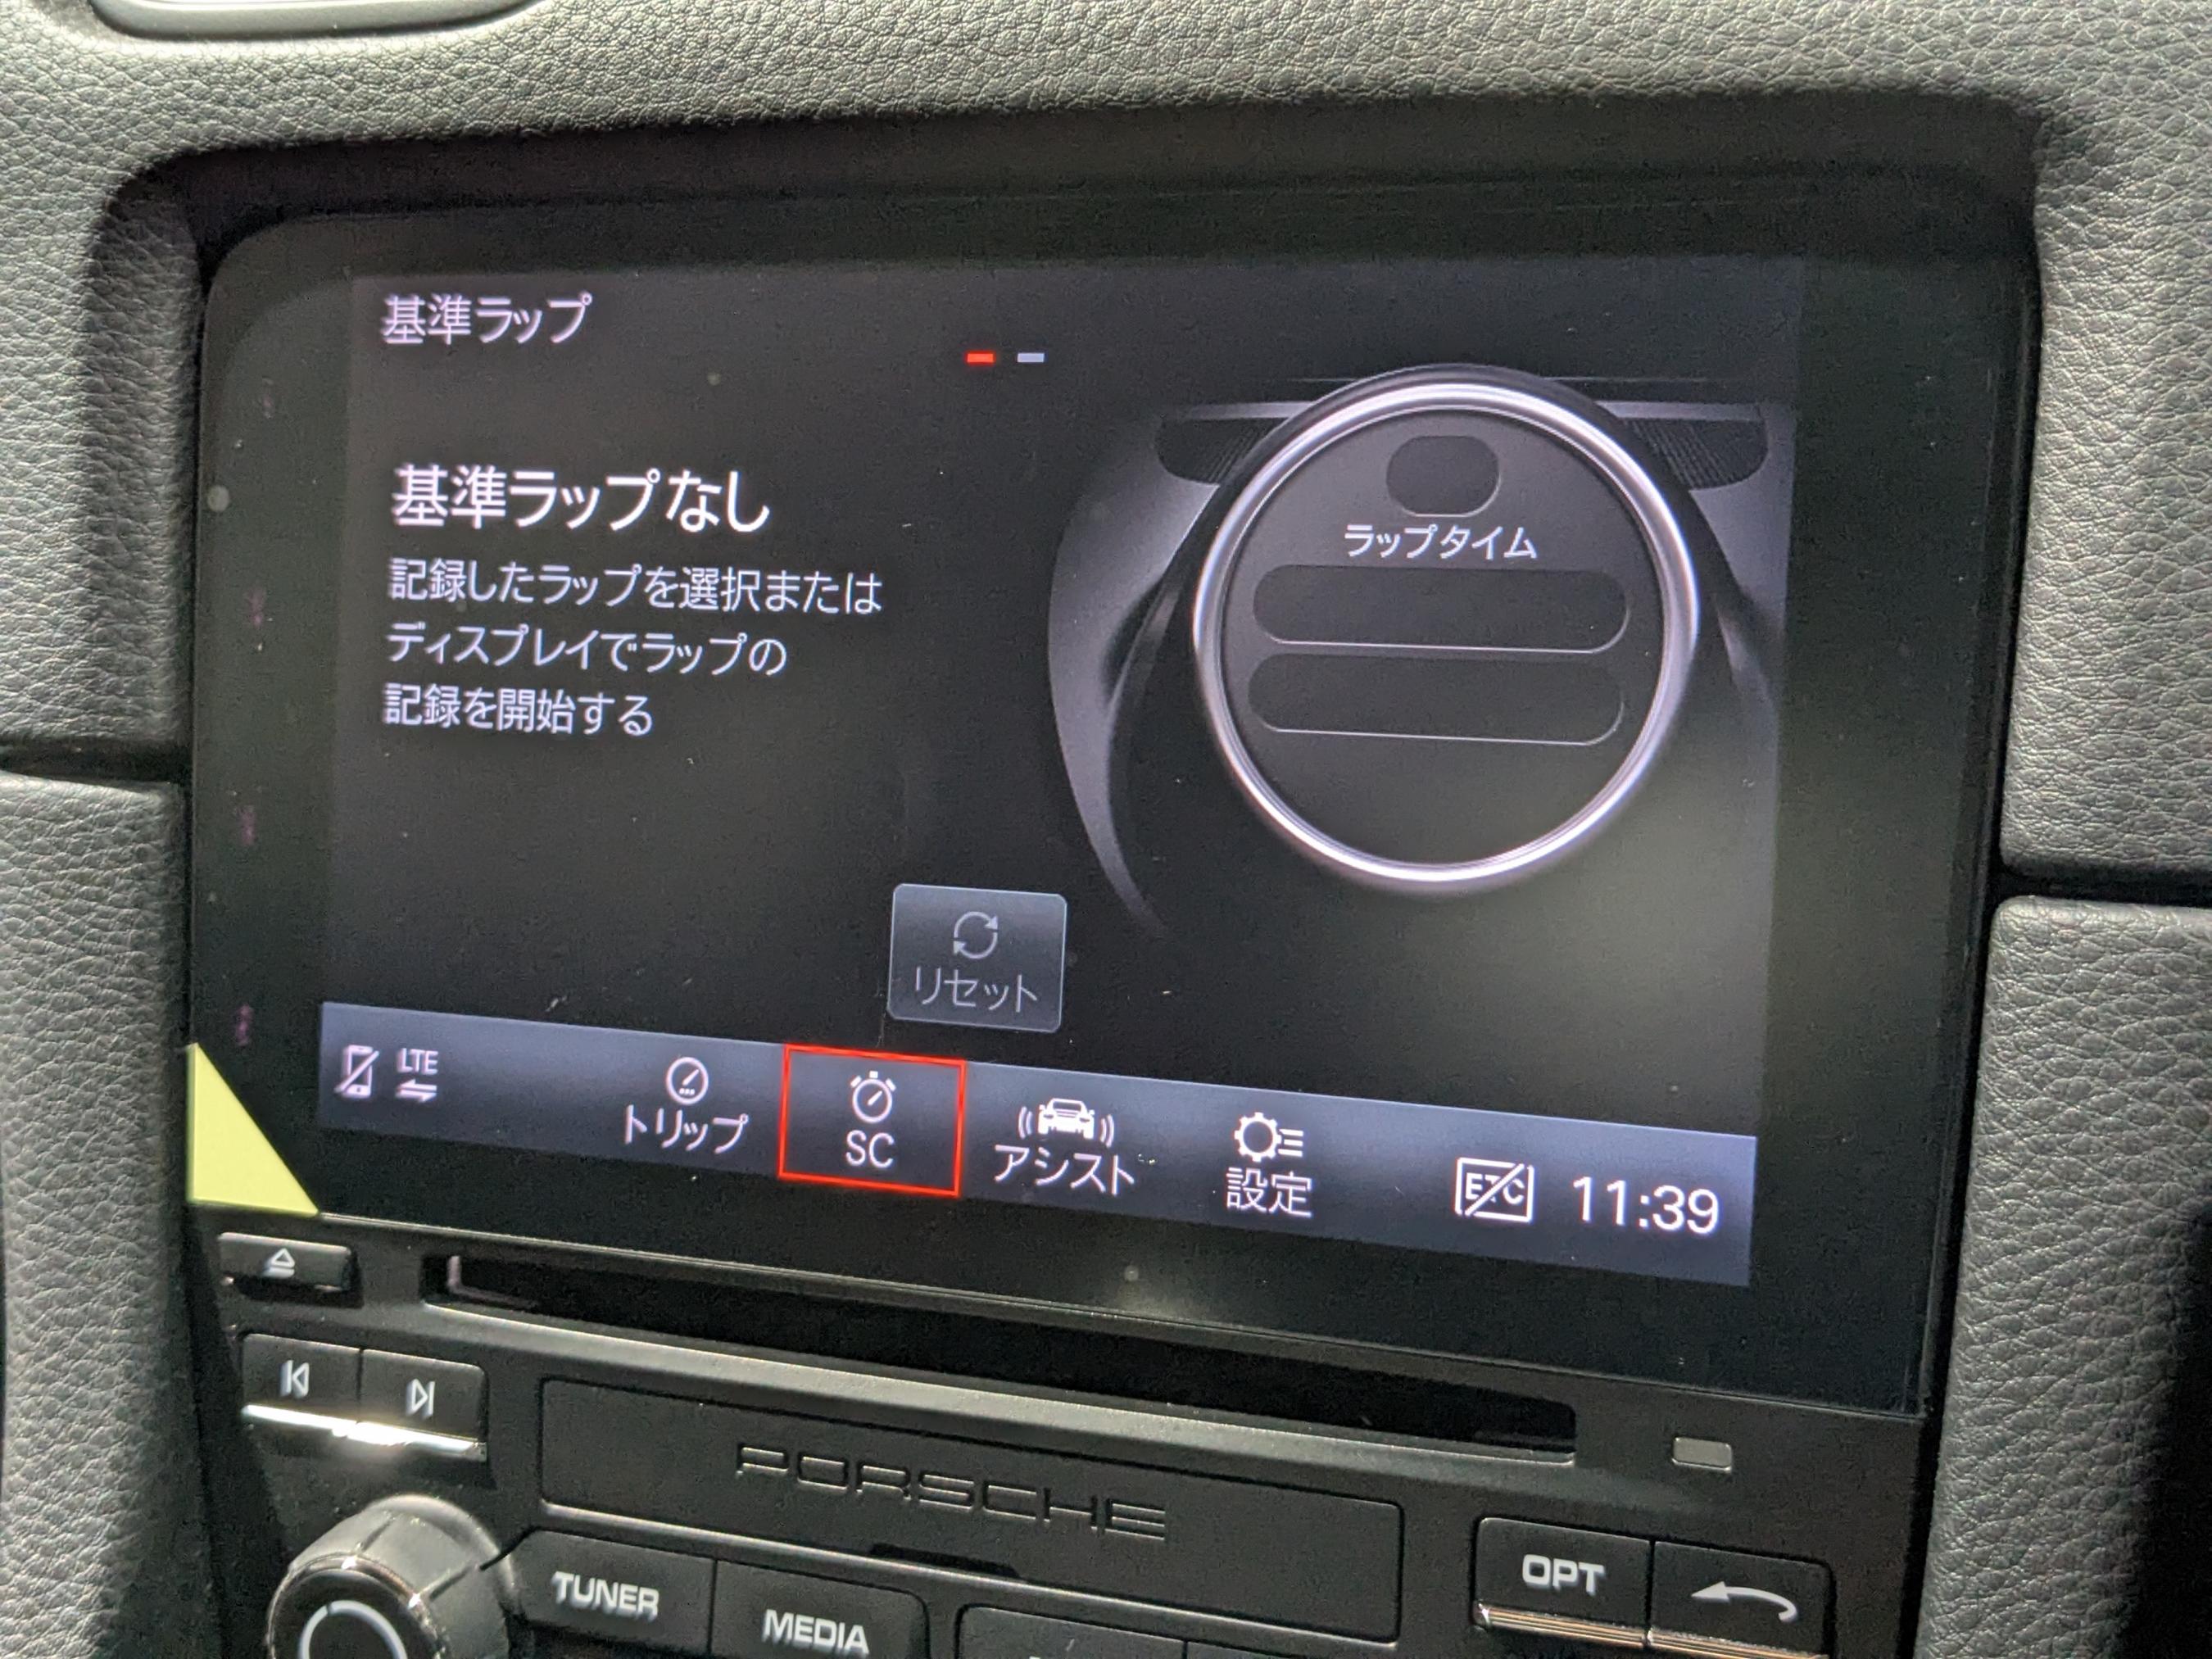 基準ラップ
基準ラップなし
記録したラップを選択または
ディスプレイでラップの
記録を開始する
ラップタイム
リセット
LTE
トリップ
SC
アシスト
設定
ETC
11:39
PORSCHE
TUNER
MEDIA
OPT